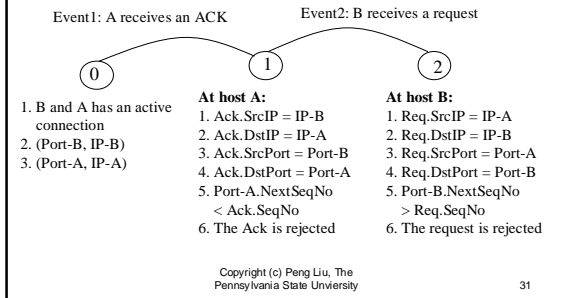 Event1: A receives an ACK
Event2: B receives a request
0
1
2
1. B and A has an active
connection
2. (Port-B, IP-B)
3. (Port-A, IP-A)
At host A:
1. Ack.SrcIP = IP-B
2. Ack.DstIP = IP-A
3. Ack.SrcPort = Port-B
4. Ack.DstPort = Port-A
5. Port-A.NextSeqNo
< Ack.SeqNo
6. The Ack is rejected
At host B:
1. Req.SrcIP = IP-A
2. Req.DstIP = IP-B
3. Req.SrcPort = Port-A
4. Req.DstPort = Port-B
5. Port-B.NextSeqNo
> Req.SeqNo
6. The request is rejected
Copyright (c) Peng Liu, The
Pennsylvania State Unviersity
31